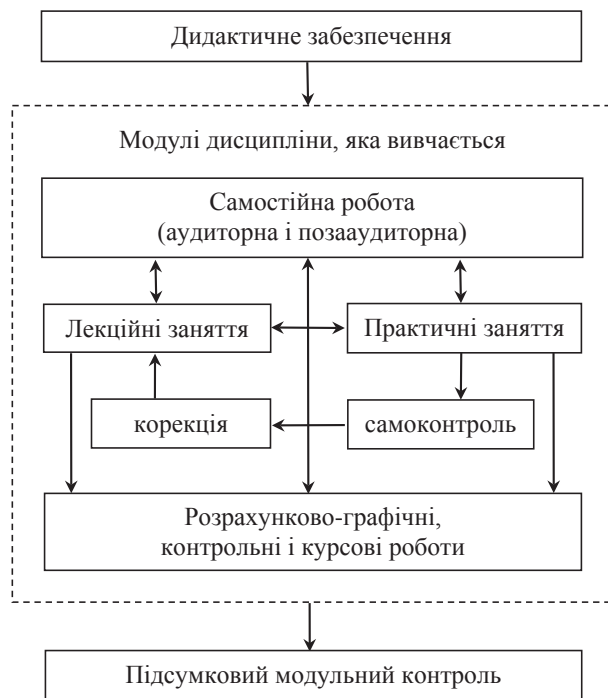 Дидактичне забезпечення
Модулі дисципліни, яка вивчається
Самостійна робота
(аудиторна і позааудиторна)
Лекційні заняття
Практичні заняття
корекція
самоконтроль
Розрахунково-графічні,
контрольні і курсові роботи
Підсумковий модульний контроль